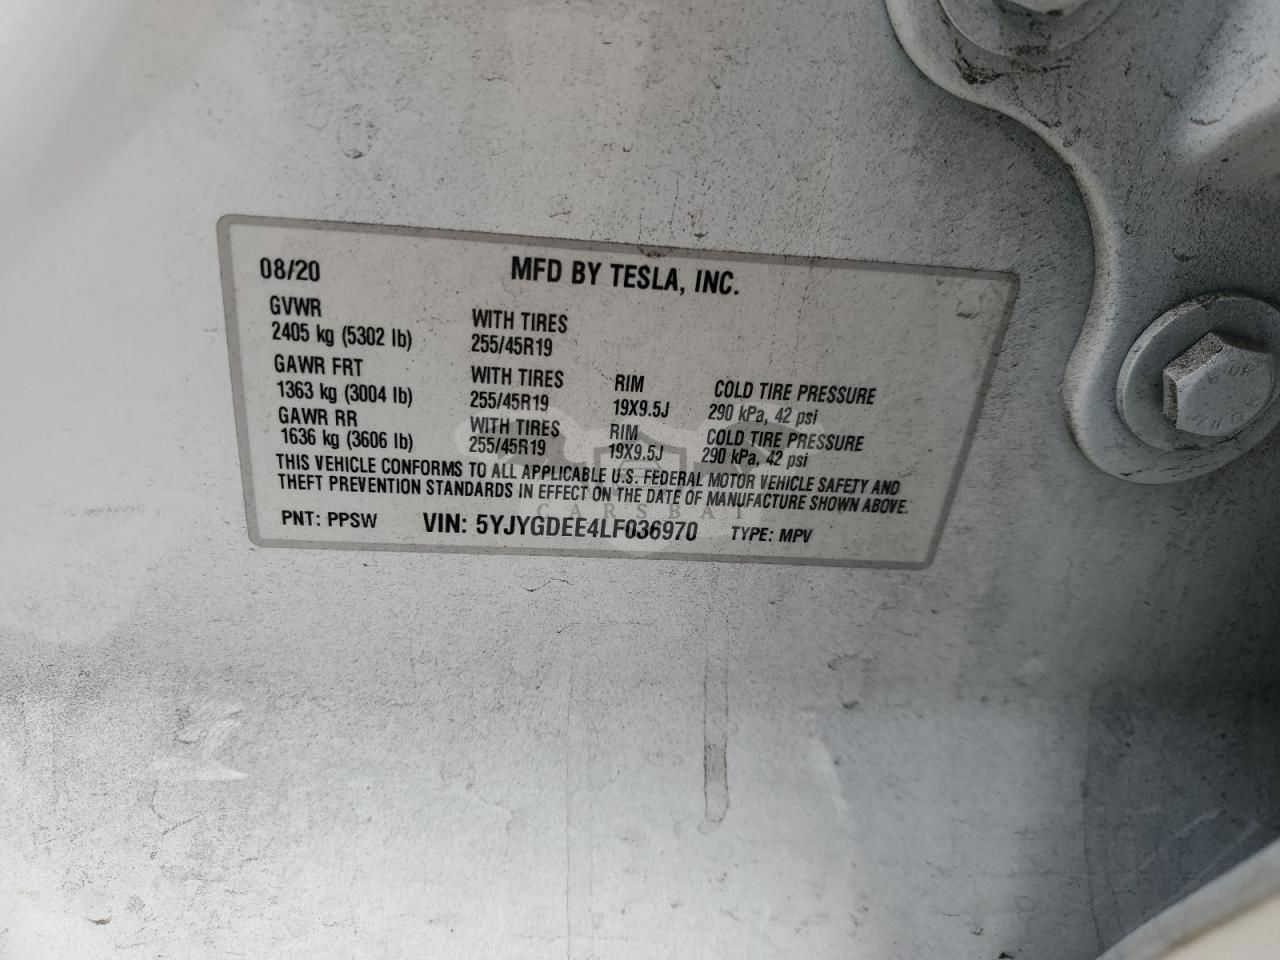 08/20 MFD BY TESLA, INC.
GVWR
2405 kg (5302 lb) WITH TIRES
255/45R19
GAWR FRT
1363 kg (3004 lb) WITH TIRES RIM COLD TIRE PRESSURE
255/45R19 19X9.5J 290 kPa, 42 psi
GAWR RR
1636 kg (3606 lb) WITH TIRES RIM COLD TIRE PRESSURE
255/45R19 19X9.5J 290 kPa, 42 psi
THIS VEHICLE CONFORMS TO ALL APPLICABLE U.S. FEDERAL MOTOR VEHICLE SAFETY AND
THEFT PREVENTION STANDARDS IN EFFECT ON THE DATE OF MANUFACTURE SHOWN ABOVE.
CARSBAT
PNT: PPSW VIN: 5YJYGDEE4LF036970 TYPE: MPV